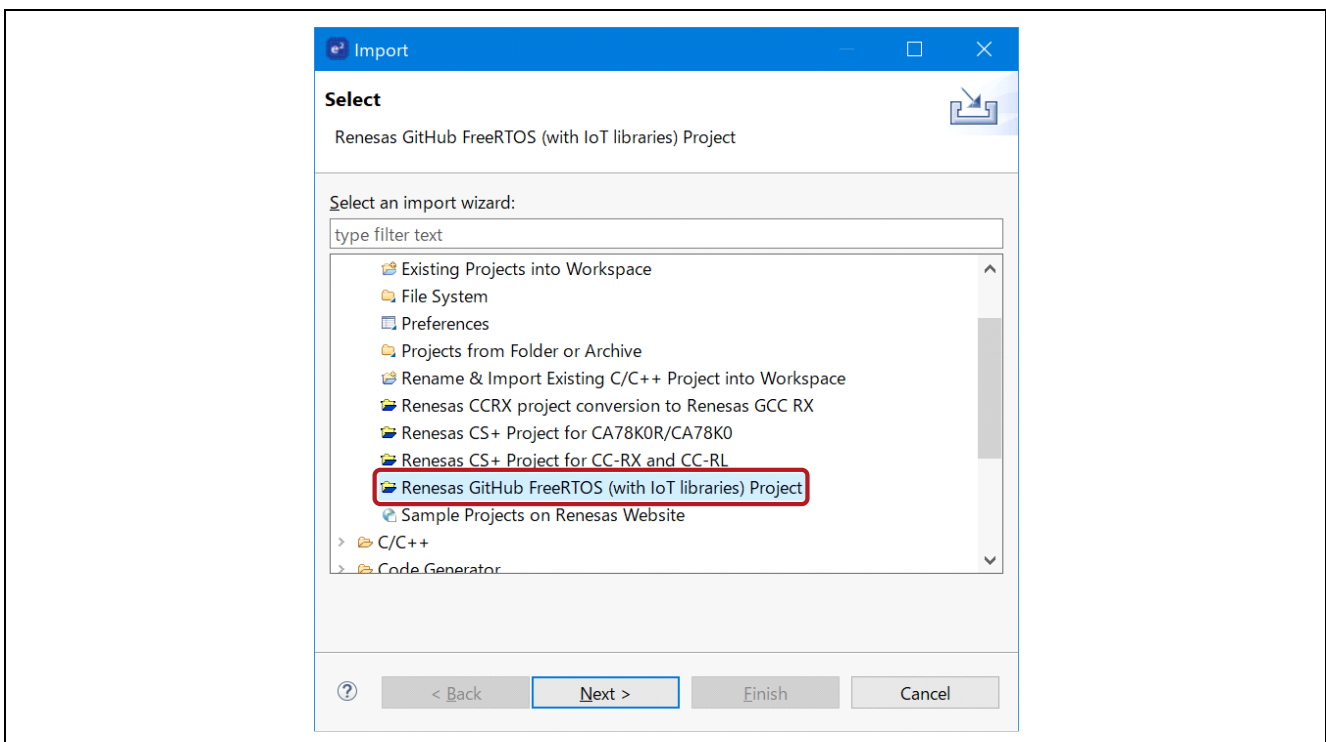 e² Import
Select
Renesas GitHub FreeRTOS (with IoT libraries) Project
Select an import wizard:
type filter text
Existing Projects into Workspace
File System
Preferences
Projects from Folder or Archive
Rename & Import Existing C/C++ Project into Workspace
Renesas CCRX project conversion to Renesas GCC RX
Renesas CS+ Project for CA78K0R/CA78K0
Renesas CS+ Project for CC-RX and CC-RL
Renesas GitHub FreeRTOS (with IoT libraries) Project
Sample Projects on Renesas Website
> C/C++
> Code Generator
? < Back Next > Finish Cancel